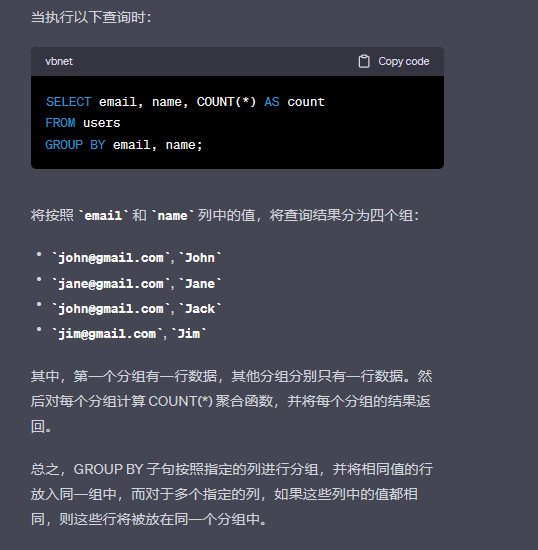 当执行以下查询时：
vbnet Copy code
SELECT email, name, COUNT(*) AS count
FROM users
GROUP BY email, name;
将按照 `email` 和 `name` 列中的值，将查询结果分为四个组：
• `john@gmail.com`, `John`
• `jane@gmail.com`, `Jane`
• `john@gmail.com`, `Jack`
• `jim@gmail.com`, `Jim`
其中，第一个分组有一行数据，其他分组分别只有一行数据。然
后对每个分组计算 COUNT(*) 聚合函数，并将每个分组的结果返
回。
总之，GROUP BY 子句按照指定的列进行分组，并将相同值的行
放入同一组中，而对于多个指定的列，如果这些列中的值都相
同，则这些行将被放在同一个分组中。